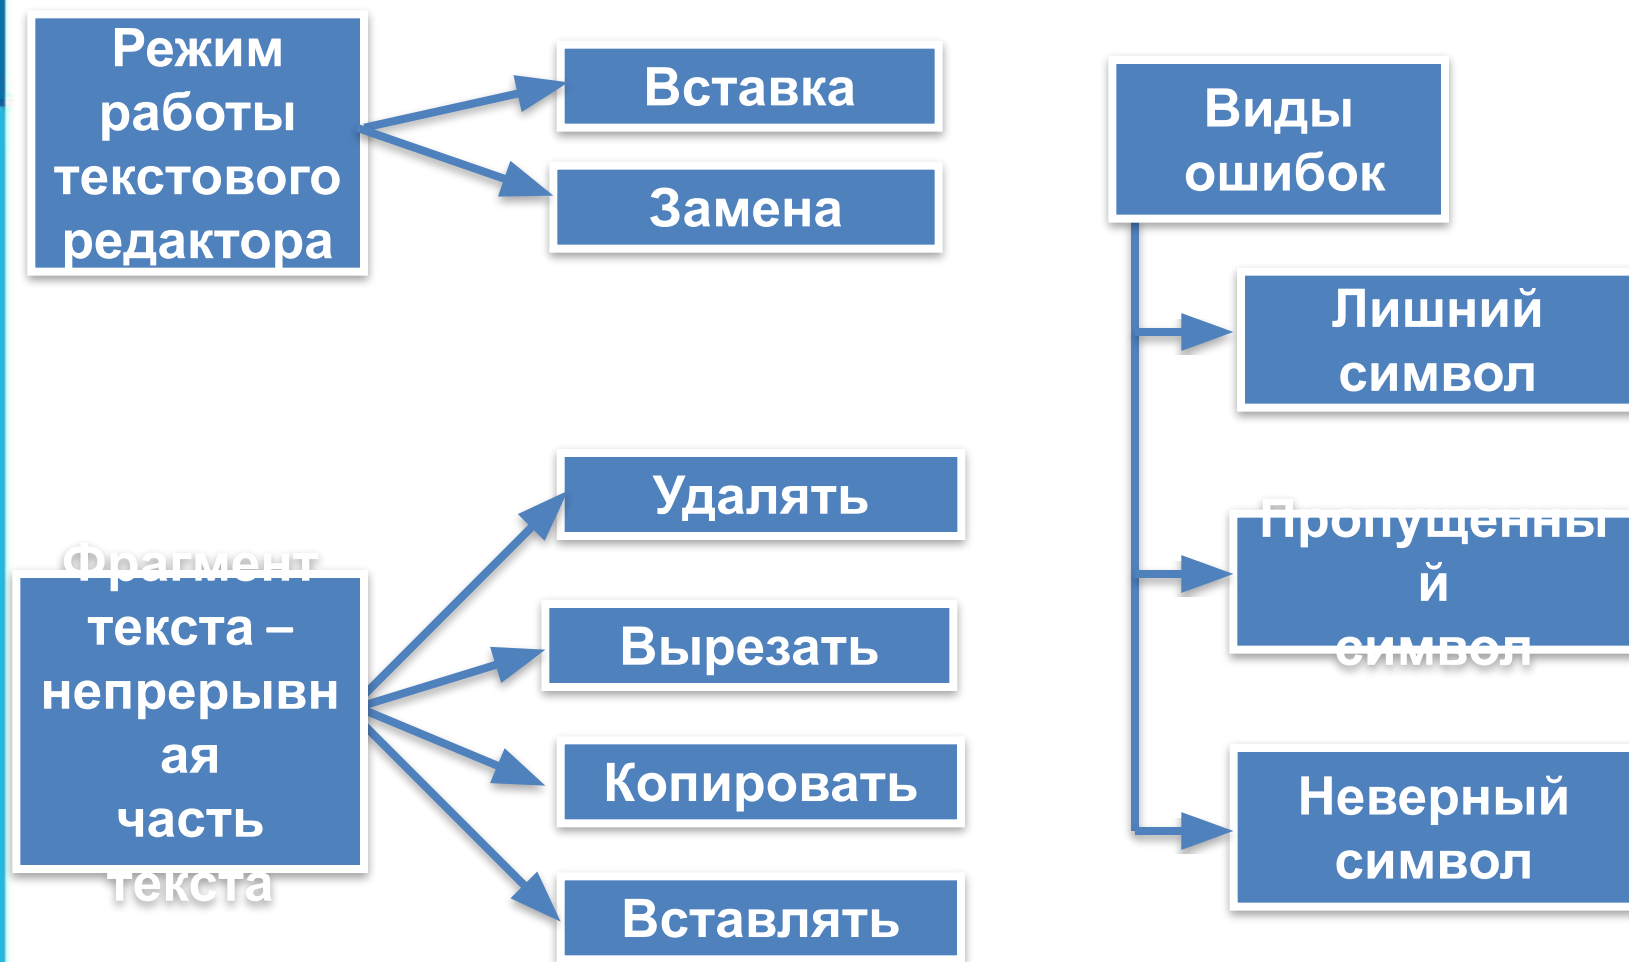 Режим
работы
текстового
редактора
Вставка
Замена
Фрагмент
текста –
непрерывн
ая
часть
текста
Удалять
Вырезать
Копировать
Вставлять
Виды
ошибок
Лишний
символ
Пропущенны
й
символ
Неверный
символ